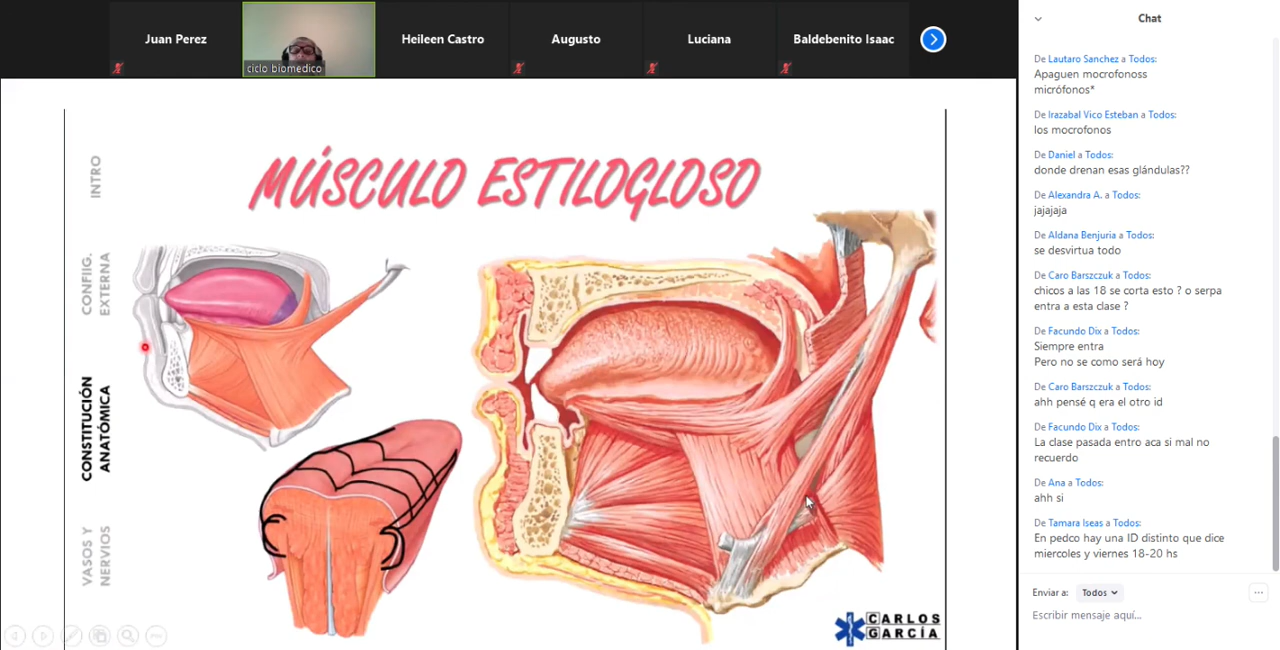 Juan Perez
ciclo biomedico
Heileen Castro
Augusto
Luciana
Baldebenito Isaac
INTRO
CONFIIG.
EXTERNA
CONSTITUCIÓN
ANATÓMICA
VASOS Y
NERVIOS
MÚSCULO ESTILOGLOSO
CARLOS
GARCÍA
Chat
De Lautaro Sanchez a Todos:
Apaguen mocrofonoss
micrófonos*
De Irazabal Vico Esteban a Todos:
los mocrofonos
De Daniel a Todos:
donde drenan esas glándulas??
De Alexandra A. a Todos:
jajajaja
De Aldana Benjuria a Todos:
se desvirtua todo
De Caro Barszczuk a Todos:
chicos a las 18 se corta esto ? o serpa
entra a esta clase ?
De Facundo Dix a Todos:
Siempre entra
Pero no se como será hoy
De Caro Barszczuk a Todos:
ahh pensé q era el otro id
De Facundo Dix a Todos:
La clase pasada entro aca si mal no
recuerdo
De Ana a Todos:
ahh si
De Tamara Iseas a Todos:
En pedco hay una ID distinto que dice
miercoles y viernes 18-20 hs
Enviar a: Todos
Escribir mensaje aquí...